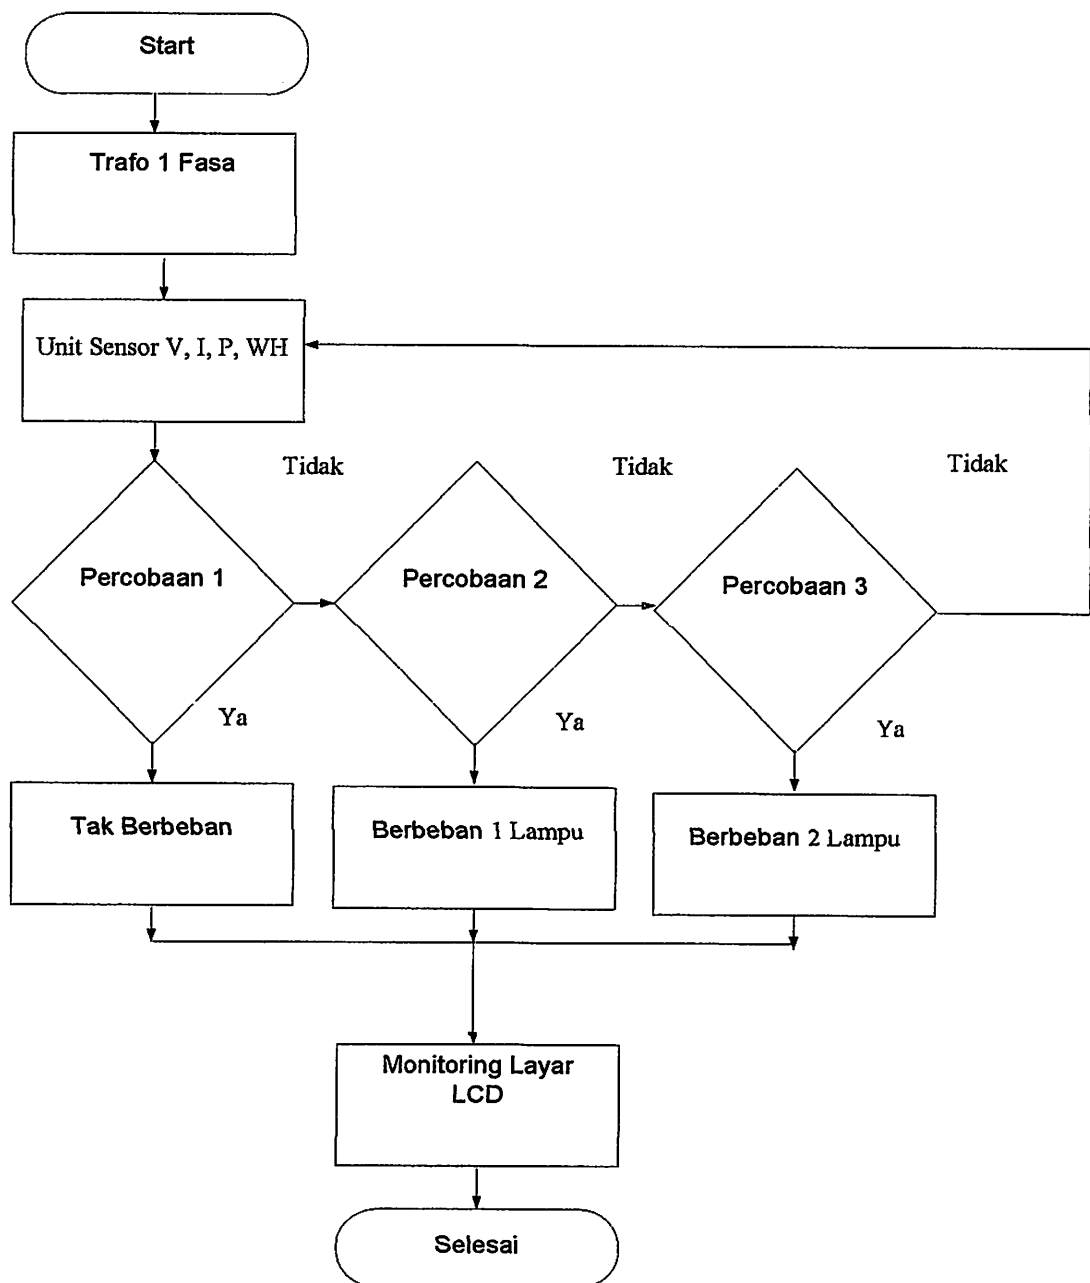 Start
Trafo 1 Fasa
Unit Sensor V, I, P, WH
Tidak
Tidak
Tidak
Percobaan 1
Percobaan 2
Percobaan 3
Ya
Ya
Ya
Tak Berbeban
Berbeban 1 Lampu
Berbeban 2 Lampu
Monitoring Layar
LCD
Selesai